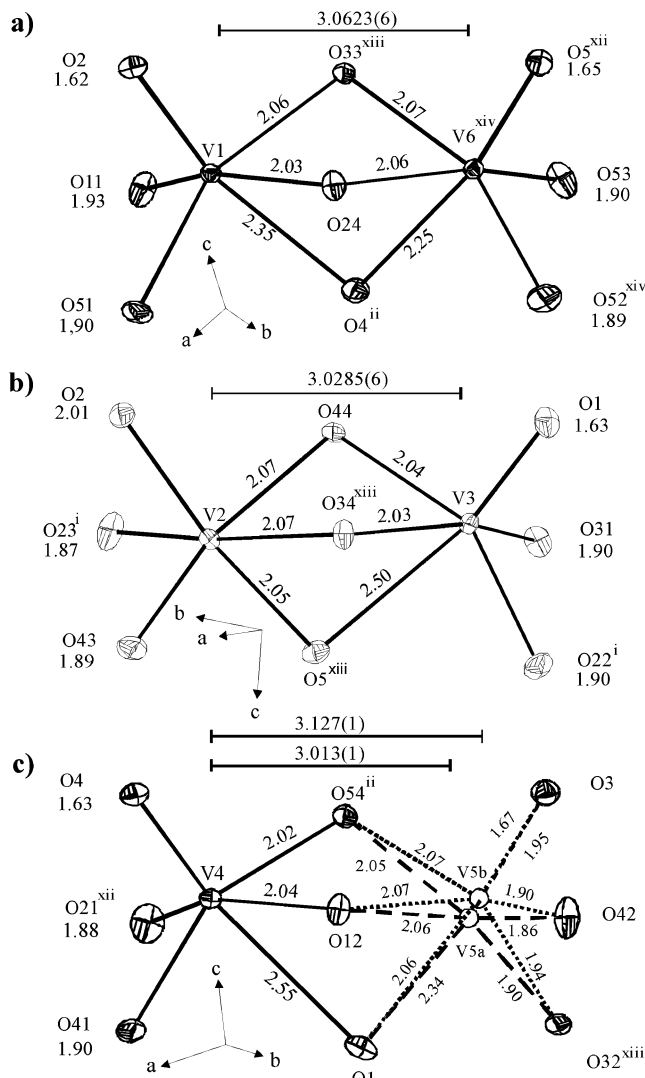 a)
3.0623(6)
O2
1.62
O33xiii
O5xii
1.65
2.06
2.07
V1
V6xiv
O11
1.93
2.03
2.06
O53
1.90
O24
2.35
2.25
O51
1,90
c
a
b
O4ii
O52xiv
1.89
b)
3.0285(6)
O2
2.01
O44
O1
1.63
2.07
2.04
V2
O34xiii
V3
O23i
1.87
2.07
2.03
O31
1.90
2.05
2.50
O43
1.89
b
a
c
O5xiii
O22i
1.90
3.127(1)
3.013(1)
c)
O4
1.63
O54ii
O3
2.02
2.05
2.07
1.67
1.95
V4
V5b
O21xii
1.88
2.04
2.07
1.90
O42
O12
2.06
1.86
V5a
2.55
2.06
2.34
1.94
1.90
O41
1.90
c
a
b
O1
O32xiii